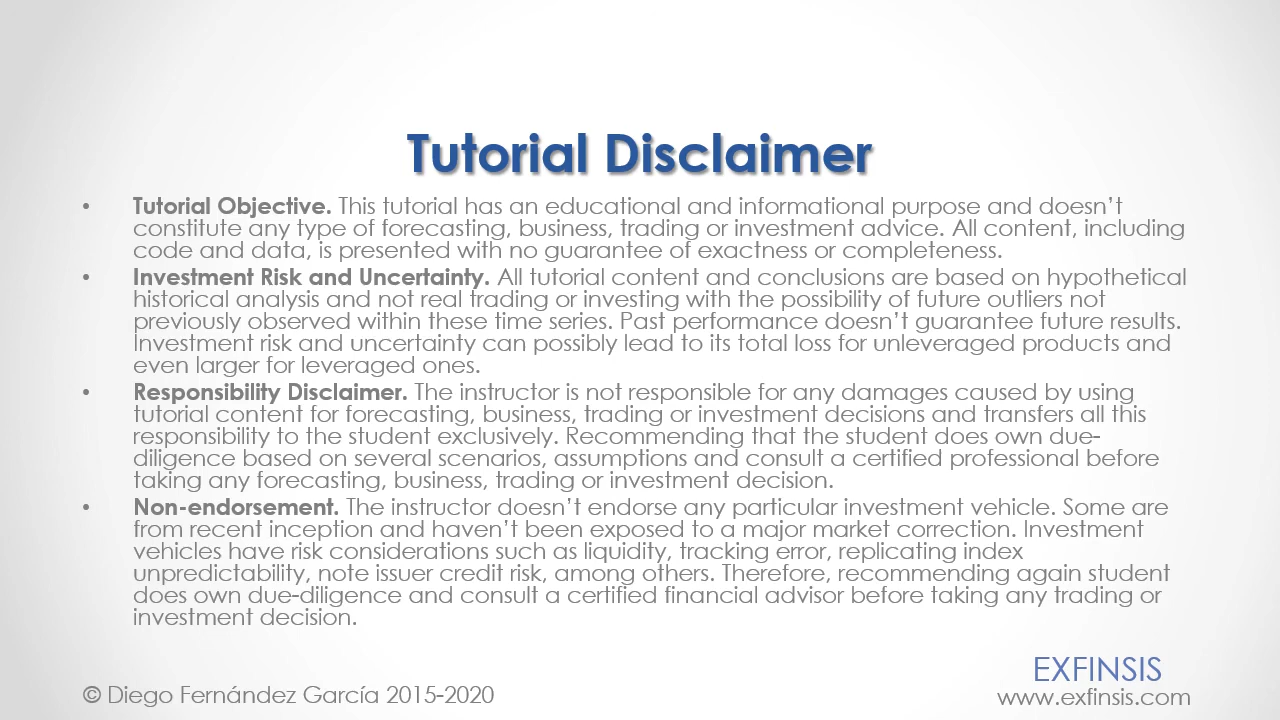 Tutorial Disclaimer
• Tutorial Objective. This tutorial has an educational and informational purpose and doesn't
constitute any type of forecasting, business, trading or investment advice. All content, including
code and data, is presented with no guarantee of exactness or completeness.
• Investment Risk and Uncertainty. All tutorial content and conclusions are based on hypothetical
historical analysis and not real trading or investing with the possibility of future outliers not
previously observed within these time series. Past performance doesn't guarantee future results.
Investment risk and uncertainty can possibly lead to its total loss for unleveraged products and
even larger for leveraged ones.
• Responsibility Disclaimer. The instructor is not responsible for any damages caused by using
tutorial content for forecasting, business, trading or investment decisions and transfers all this
responsibility to the student exclusively. Recommending that the student does own due-
diligence based on several scenarios, assumptions and consult a certified professional before
taking any forecasting, business, trading or investment decision.
• Non-endorsement. The instructor doesn't endorse any particular investment vehicle. Some are
from recent inception and haven't been exposed to a major market correction. Investment
vehicles have risk considerations such as liquidity, tracking error, replicating index
unpredictability, note issuer credit risk, among others. Therefore, recommending again student
does own due-diligence and consult a certified financial advisor before taking any trading or
investment decision.
© Diego Fernández García 2015-2020
EXFINSIS
www.exfinsis.com